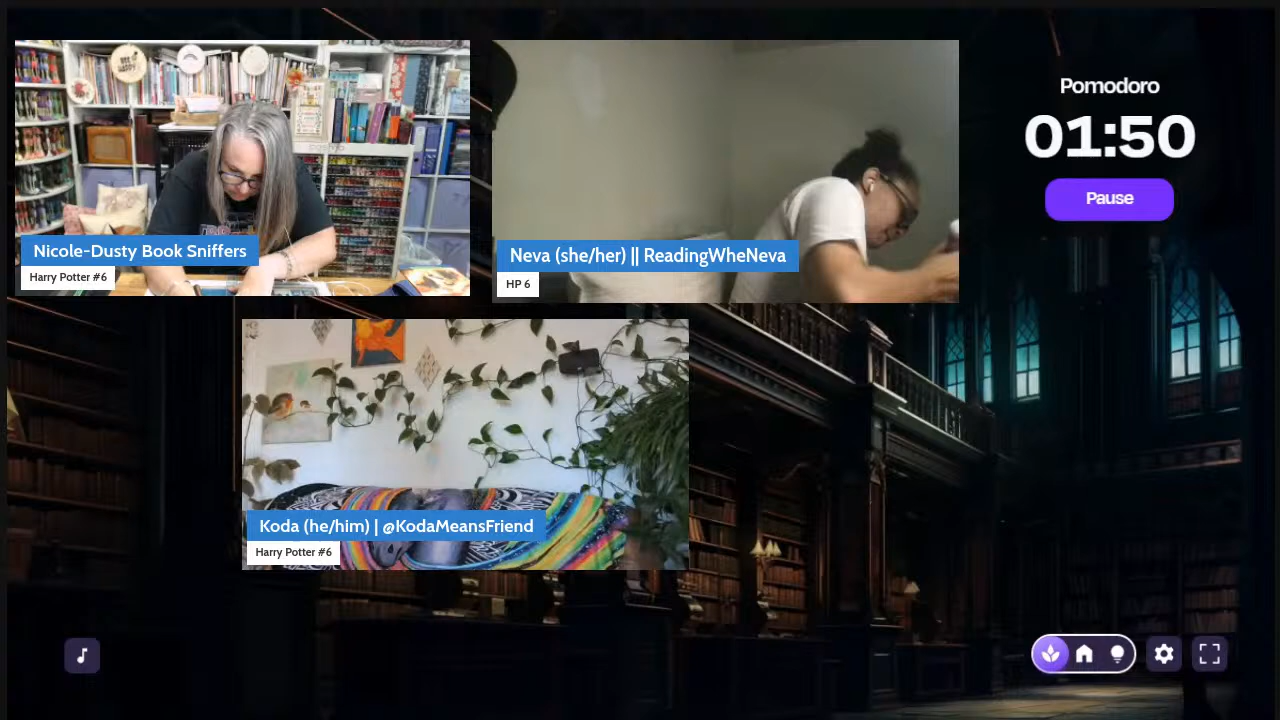 Nicole-Dusty Book Sniffers
Harry Potter #6
Neva (she/her) || ReadingWheNeva
HP 6
Pomodoro
01:50
Pause
Koda (he/him) | @KodaMeansFriend
Harry Potter #6